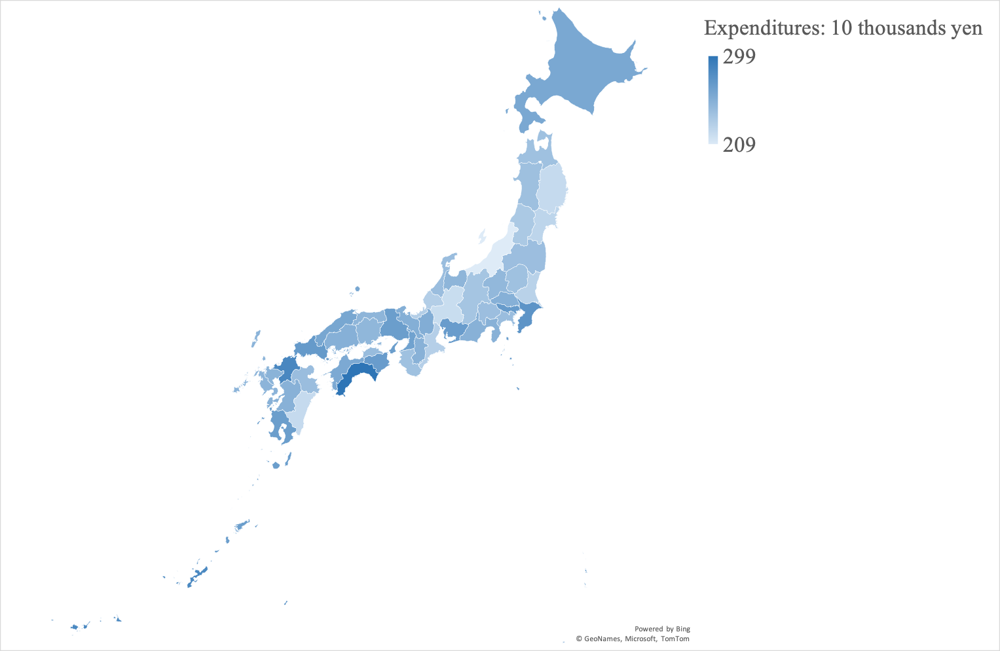 Expenditures: 10 thousands yen
299
209
Powered by Bing
© GeoNames, Microsoft, TomTom